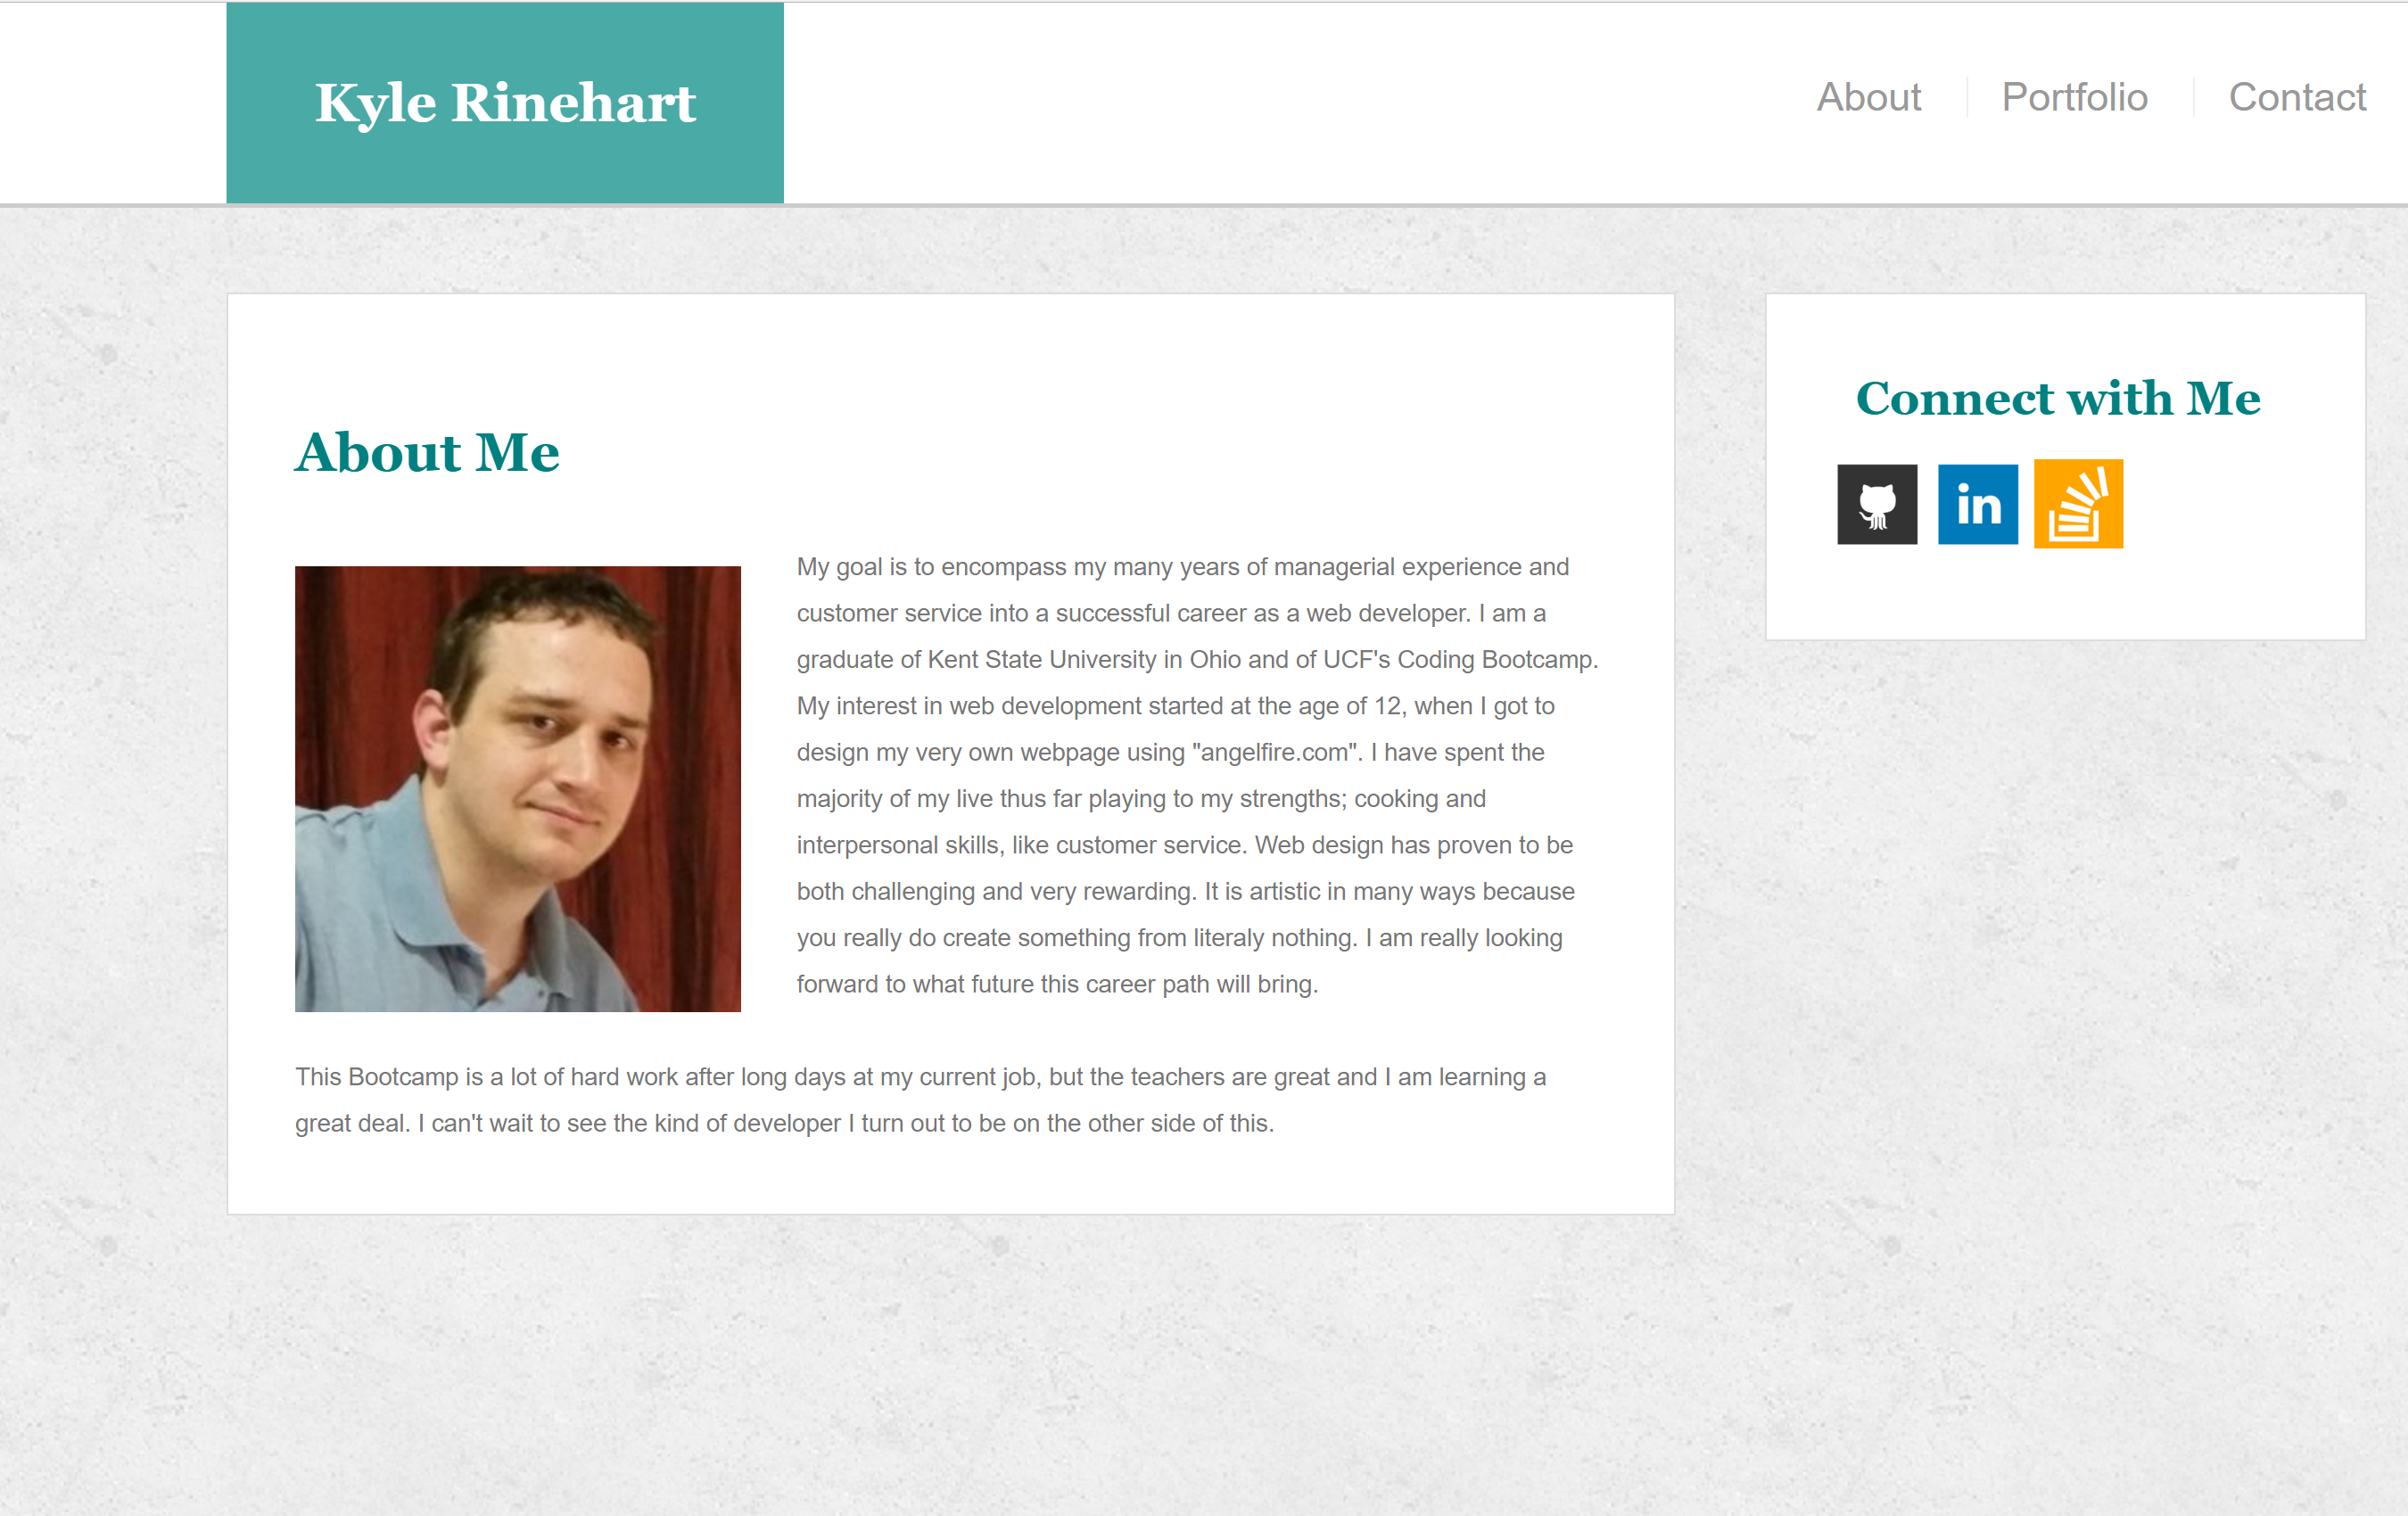 Kyle Rinehart
About
Portfolio
Contact
About Me
My goal is to encompass my many years of managerial experience and
customer service into a successful career as a web developer. I am a
graduate of Kent State University in Ohio and of UCF's Coding Bootcamp.
My interest in web development started at the age of 12, when I got to
design my very own webpage using "angelfire.com". I have spent the
majority of my live thus far playing to my strengths; cooking and
interpersonal skills, like customer service. Web design has proven to be
both challenging and very rewarding. It is artistic in many ways because
you really do create something from literaly nothing. I am really looking
forward to what future this career path will bring.
This Bootcamp is a lot of hard work after long days at my current job, but the teachers are great and I am learning a
great deal. I can't wait to see the kind of developer I turn out to be on the other side of this.
Connect with Me
in